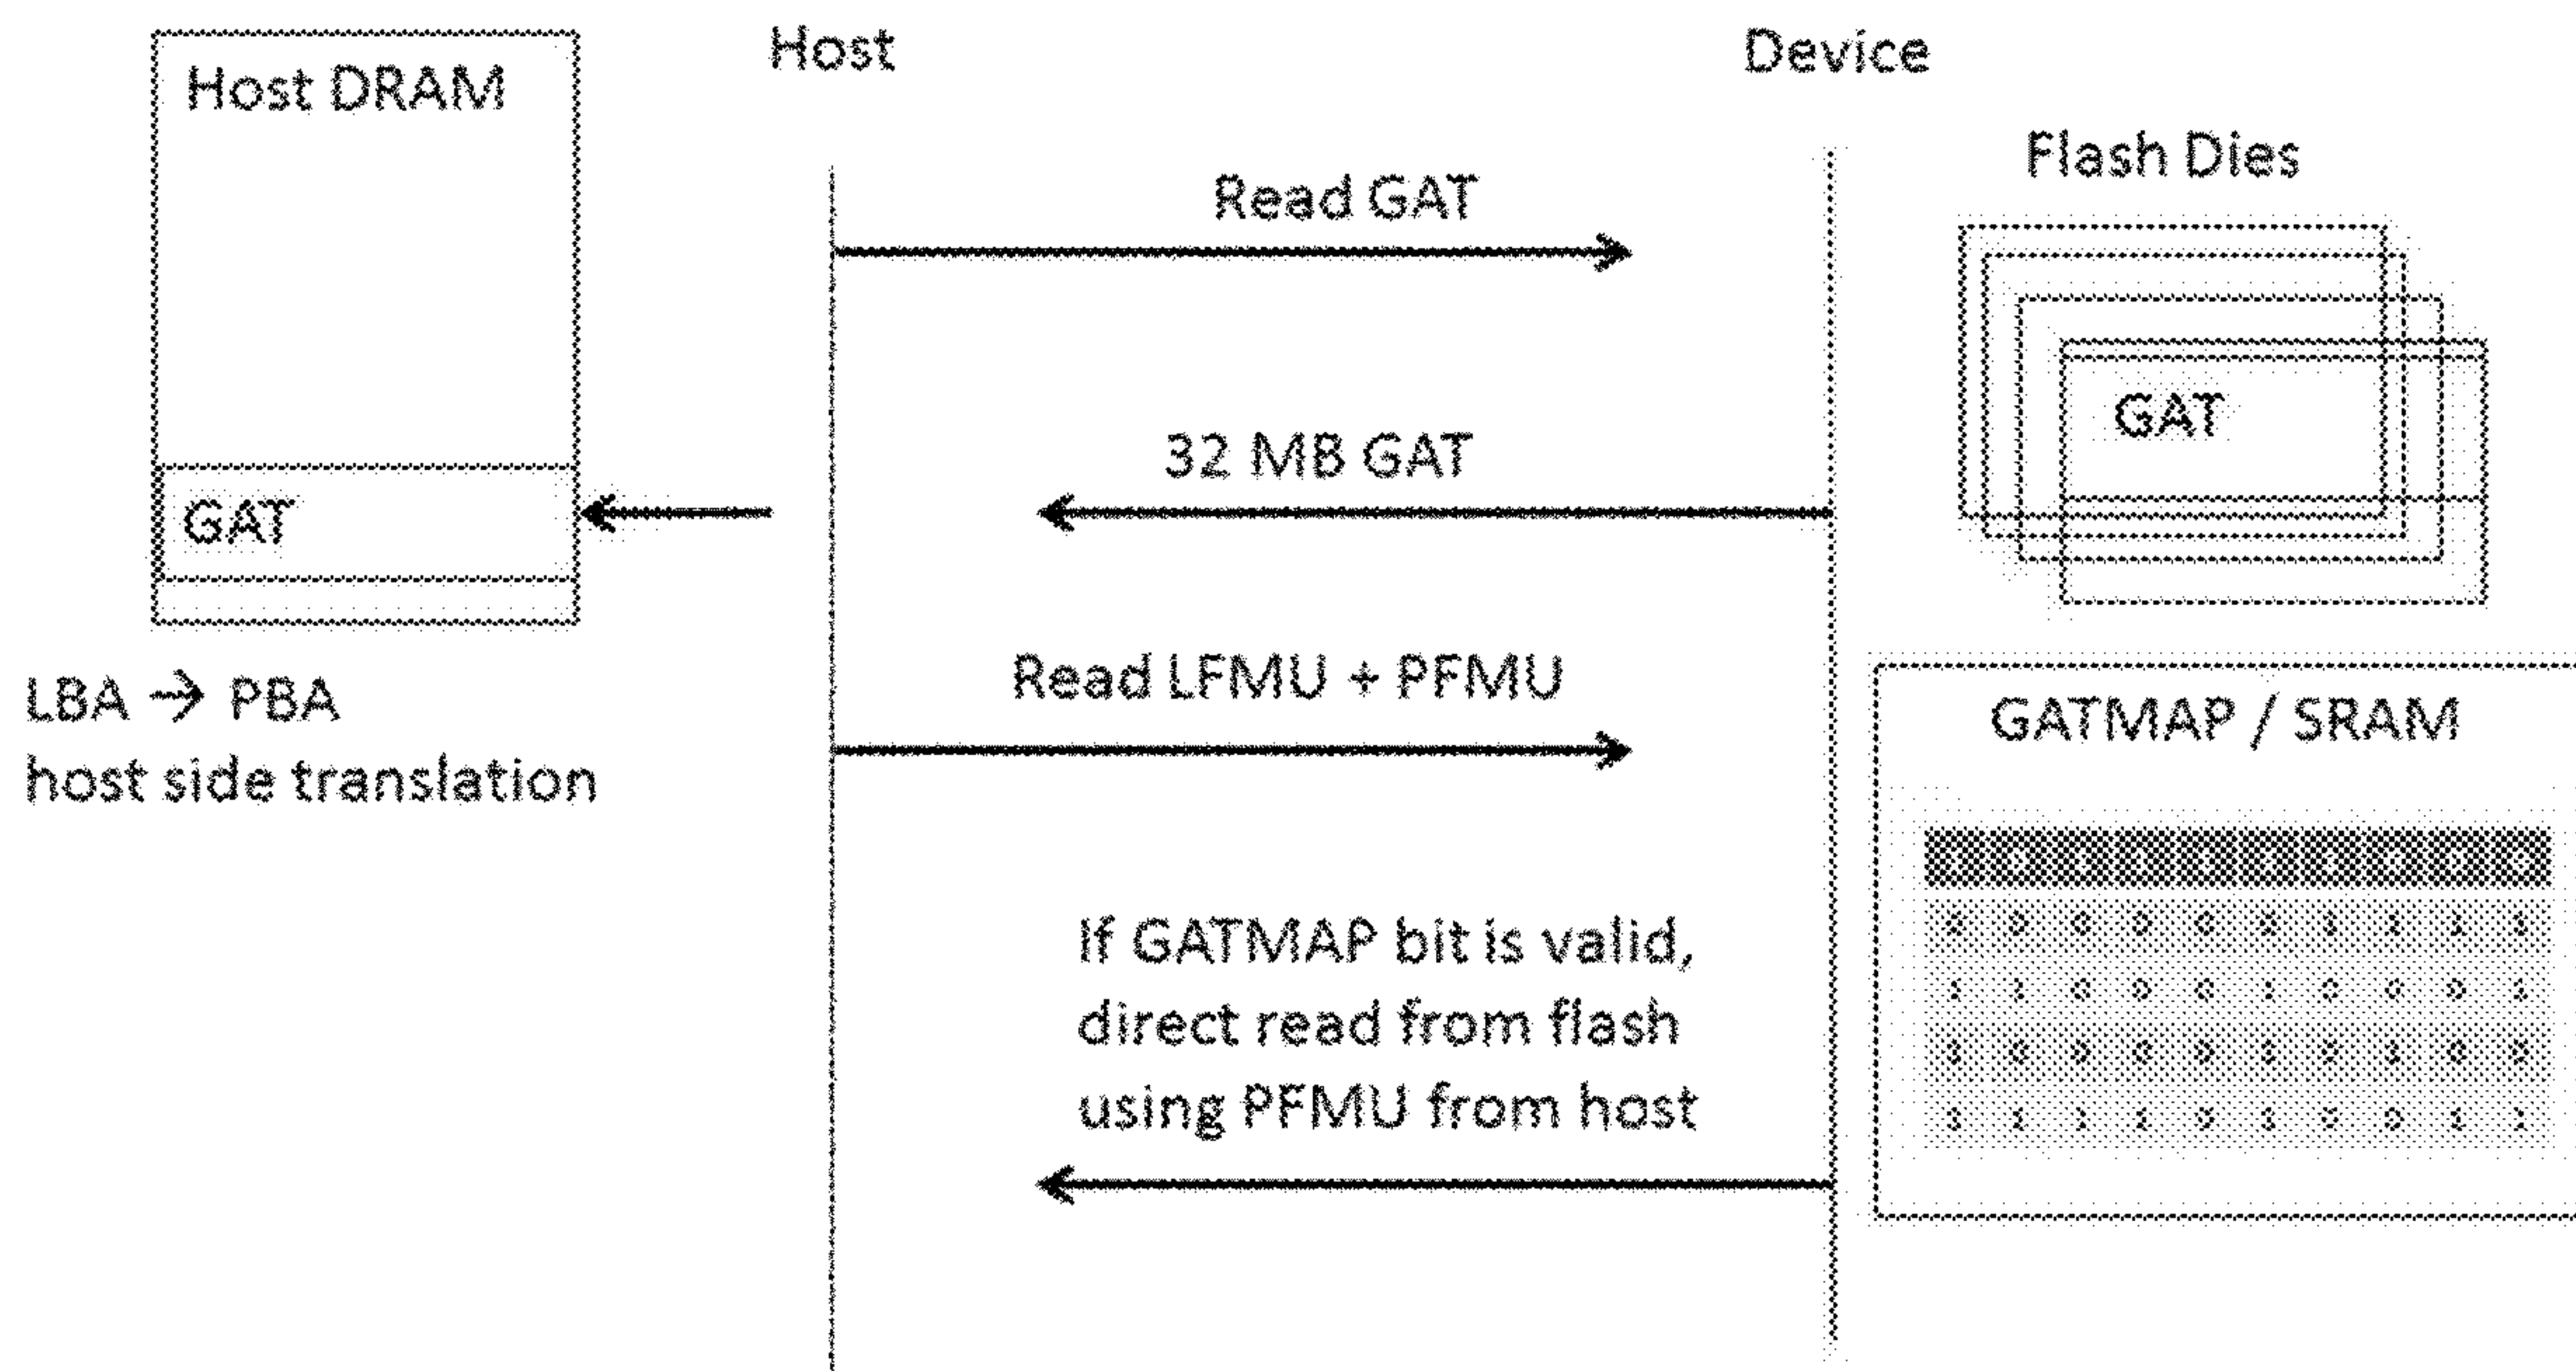 Host DRAM
Host
Device
Flash Dies
Read GAT
GAT
32 MB GAT
GAT
Read LFMU + PFMU
LBA → PBA
host side translation
GATMAP / SRAM
If GATMAP bit is valid,
direct read from flash
using PFMU from host